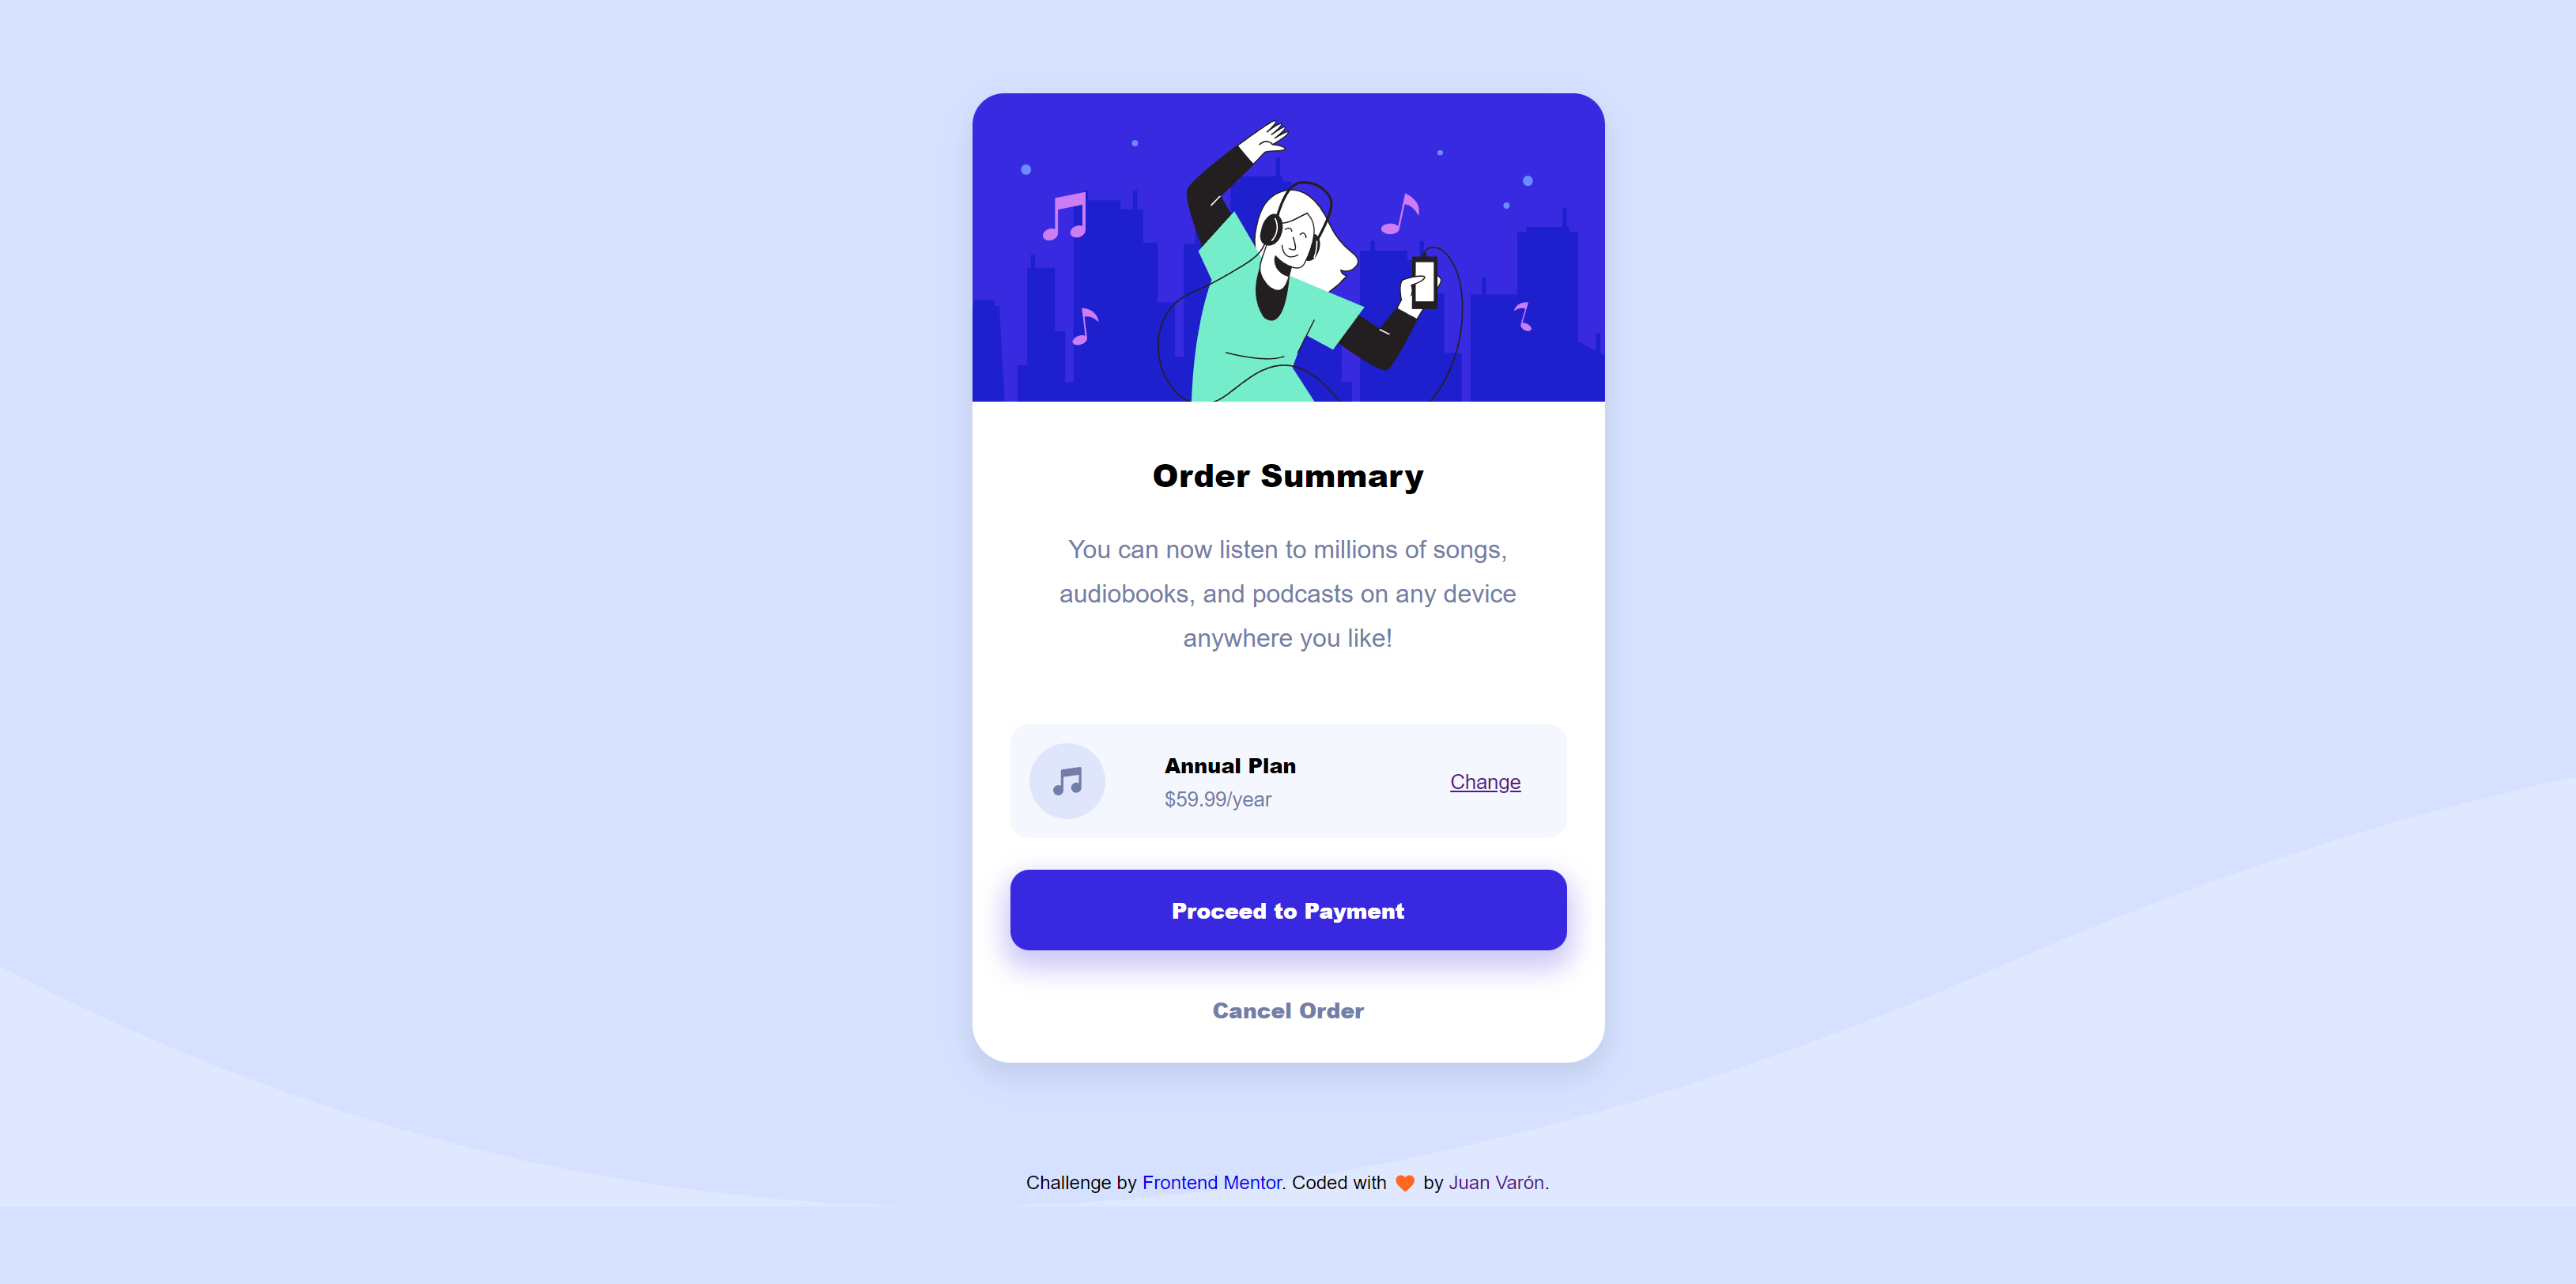 Order Summary
You can now listen to millions of songs,
audiobooks, and podcasts on any device
anywhere you like!
Annual Plan
$59.99/year
Change
Proceed to Payment
Cancel Order
Challenge by Frontend Mentor. Coded with 🧡 by Juan Varón.